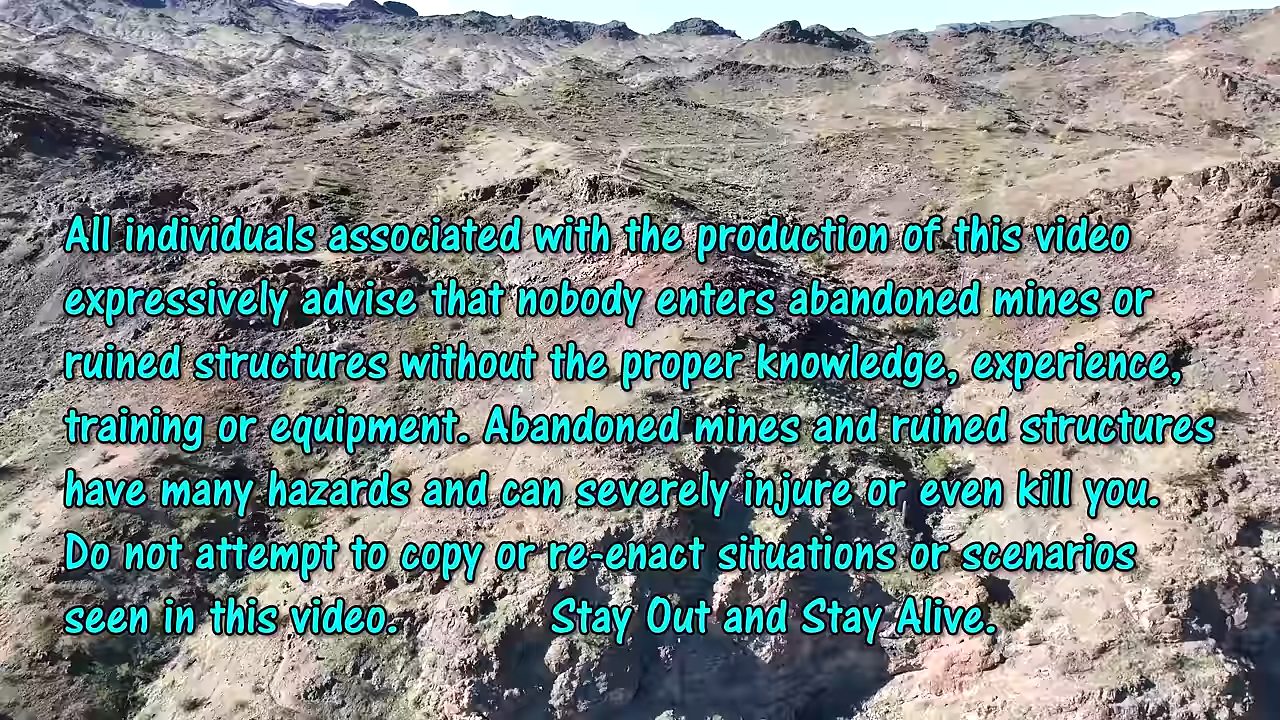 All individuals associated with the production of this video
expressively advise that nobody enters abandoned mines or
ruined structures without the proper knowledge, experience,
training or equipment. Abandoned mines and ruined structures
have many hazards and can severely injure or even kill you.
Do not attempt to copy or re-enact situations or scenarios
seen in this video. Stay Out and Stay Alive.